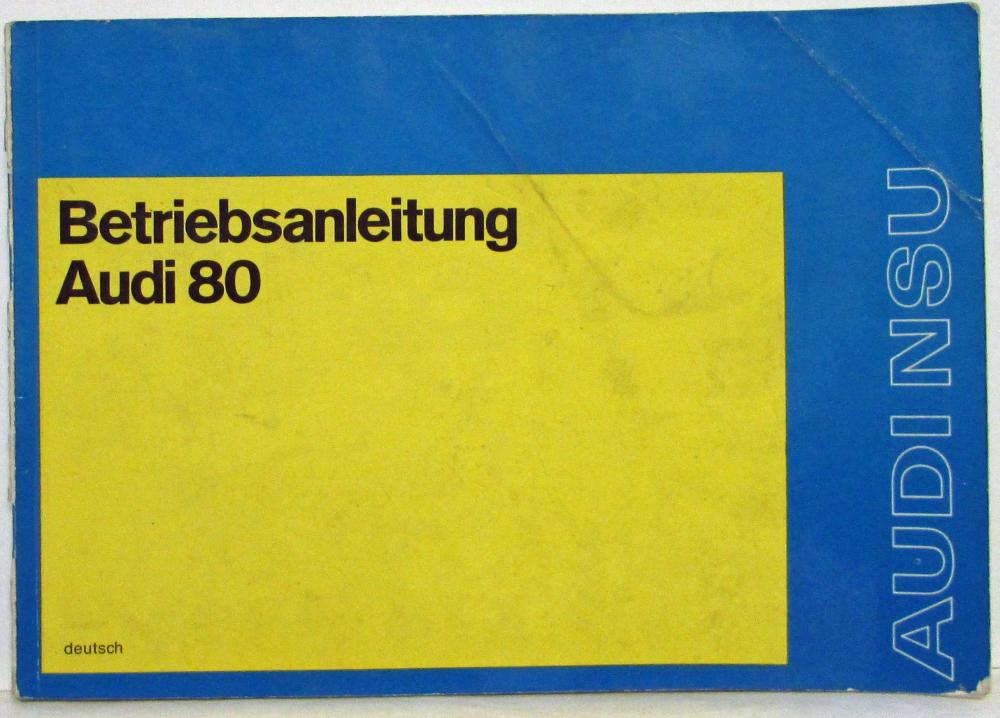 Betriebsanleitung
Audi 80
deutsch
AUDI NSU